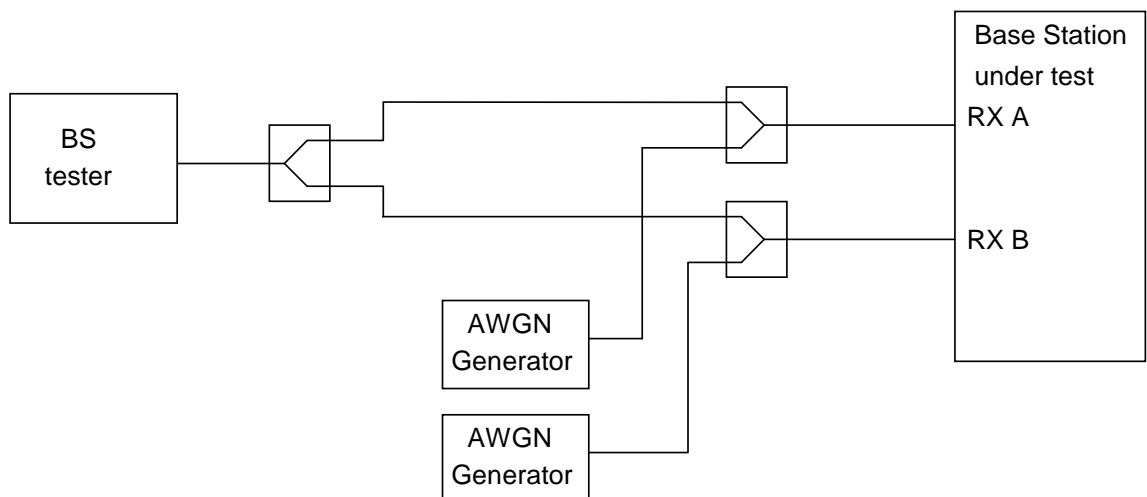 BS
tester
Base Station
under test
RX A
RX B
AWGN
Generator
AWGN
Generator